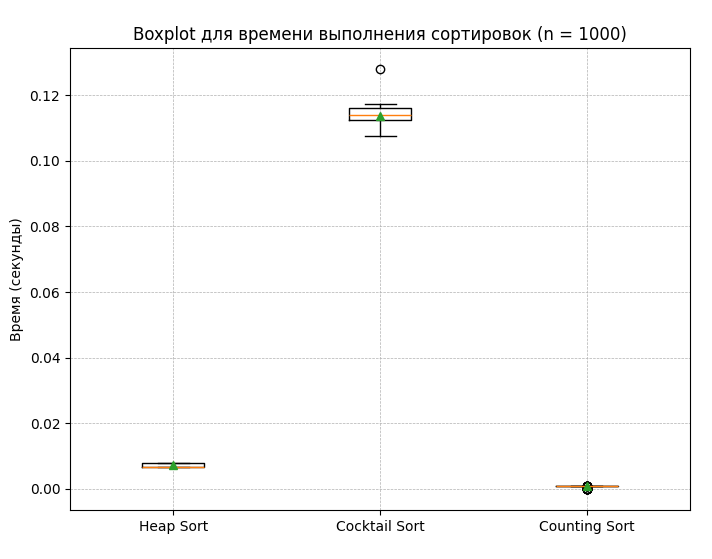 Boxplot для времени выполнения сортировок (n = 1000)
Время (секунды)
0.12
0.10
0.08
0.06
0.04
0.02
0.00
Heap Sort
Cocktail Sort
Counting Sort